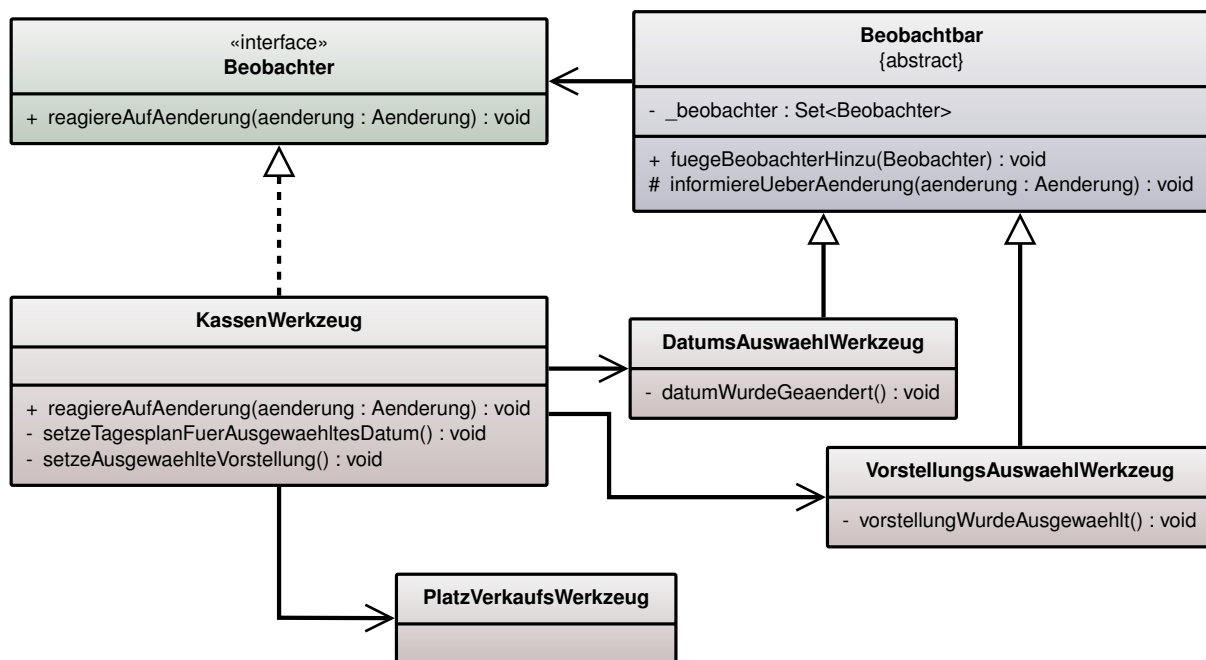 «interface»
Beobachter
+ reagiereAufAenderung(aenderung : Aenderung) : void
Beobachtbar
{abstract}
- _beobachter : Set<Beobachter>
+ fuegeBeobachterHinzu(Beobachter) : void
# informiereUeberAenderung(aenderung : Aenderung) : void
KassenWerkzeug
+ reagiereAufAenderung(aenderung : Aenderung) : void
- setzeTagesplanFuerAusgewaehltesDatum() : void
- setzeAusgewaehlteVorstellung() : void
DatumsAuswaehlWerkzeug
- datumWurdeGeaendert() : void
VorstellungsAuswaehlWerkzeug
- vorstellungWurdeAusgewaehlt() : void
PlatzVerkaufsWerkzeug